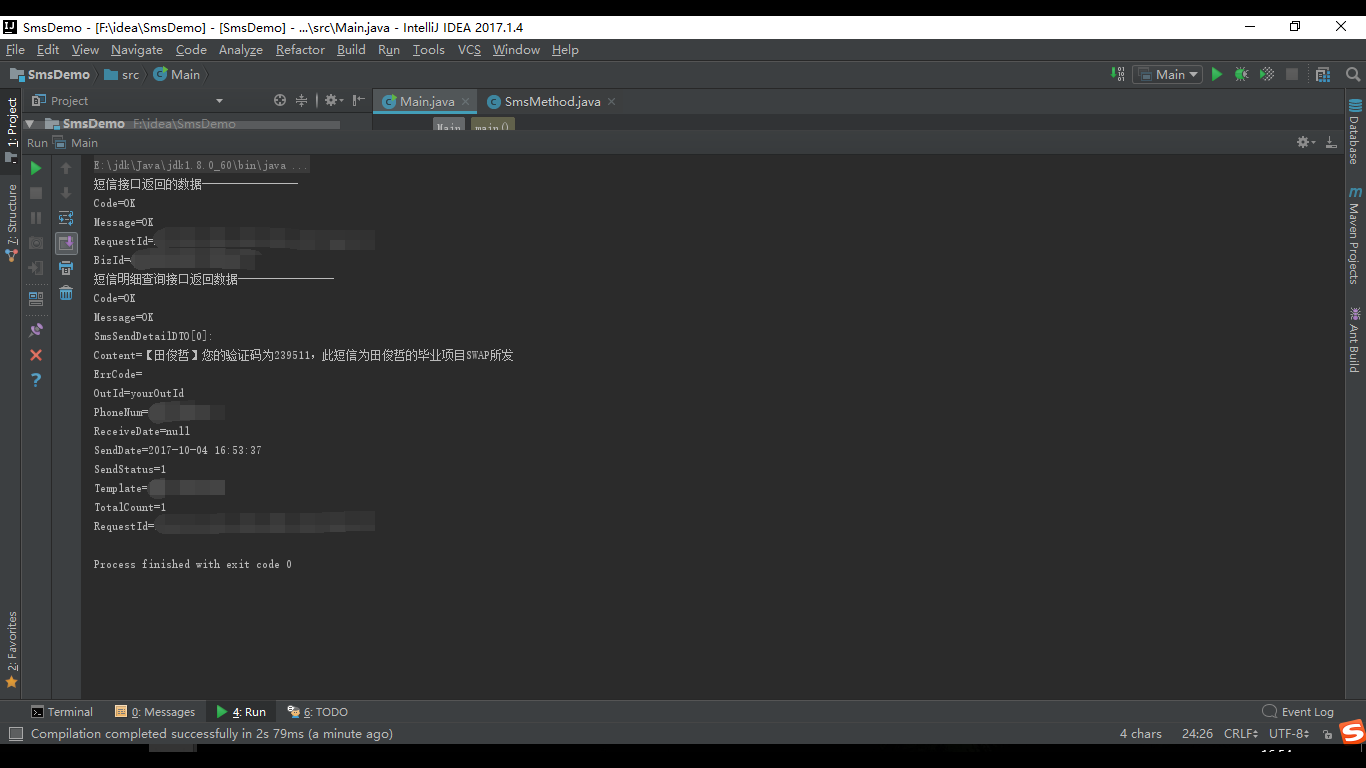 SmsDemo - [F:\idea\SmsDemo] - [SmsDemo] - ...\src\Main.java - IntelliJ IDEA 2017.1.4
File Edit View Navigate Code Analyze Refactor Build Run Tools VCS Window Help
SmsDemo src Main Main
Project Main.java SmsMethod.java
SmsDemo F:\idea\SmsDemo
Main main()
Run Main
E:\jdk\Java\jdk1.8.0_60\bin\java ...
短信接口返回的数据----------------
Code=OK
Message=OK
RequestId=
BizId=
短信明细查询接口返回数据----------------
Code=OK
Message=OK
SmsSendDetailDTO[0]:
Content=【田俊哲】您的验证码为239511，此短信为田俊哲的毕业项目SWAP所发
ErrCode=
OutId=yourOutId
PhoneNum=
ReceiveDate=null
SendDate=2017-10-04 16:53:37
SendStatus=1
Template=
TotalCount=1
RequestId=
Process finished with exit code 0
1: Project
7: Structure
2: Favorites
Database
Maven Projects
Ant Build
Terminal 0: Messages 4: Run 6: TODO Event Log
Compilation completed successfully in 2s 79ms (a minute ago) 4 chars 24:26 CRLF UTF-8